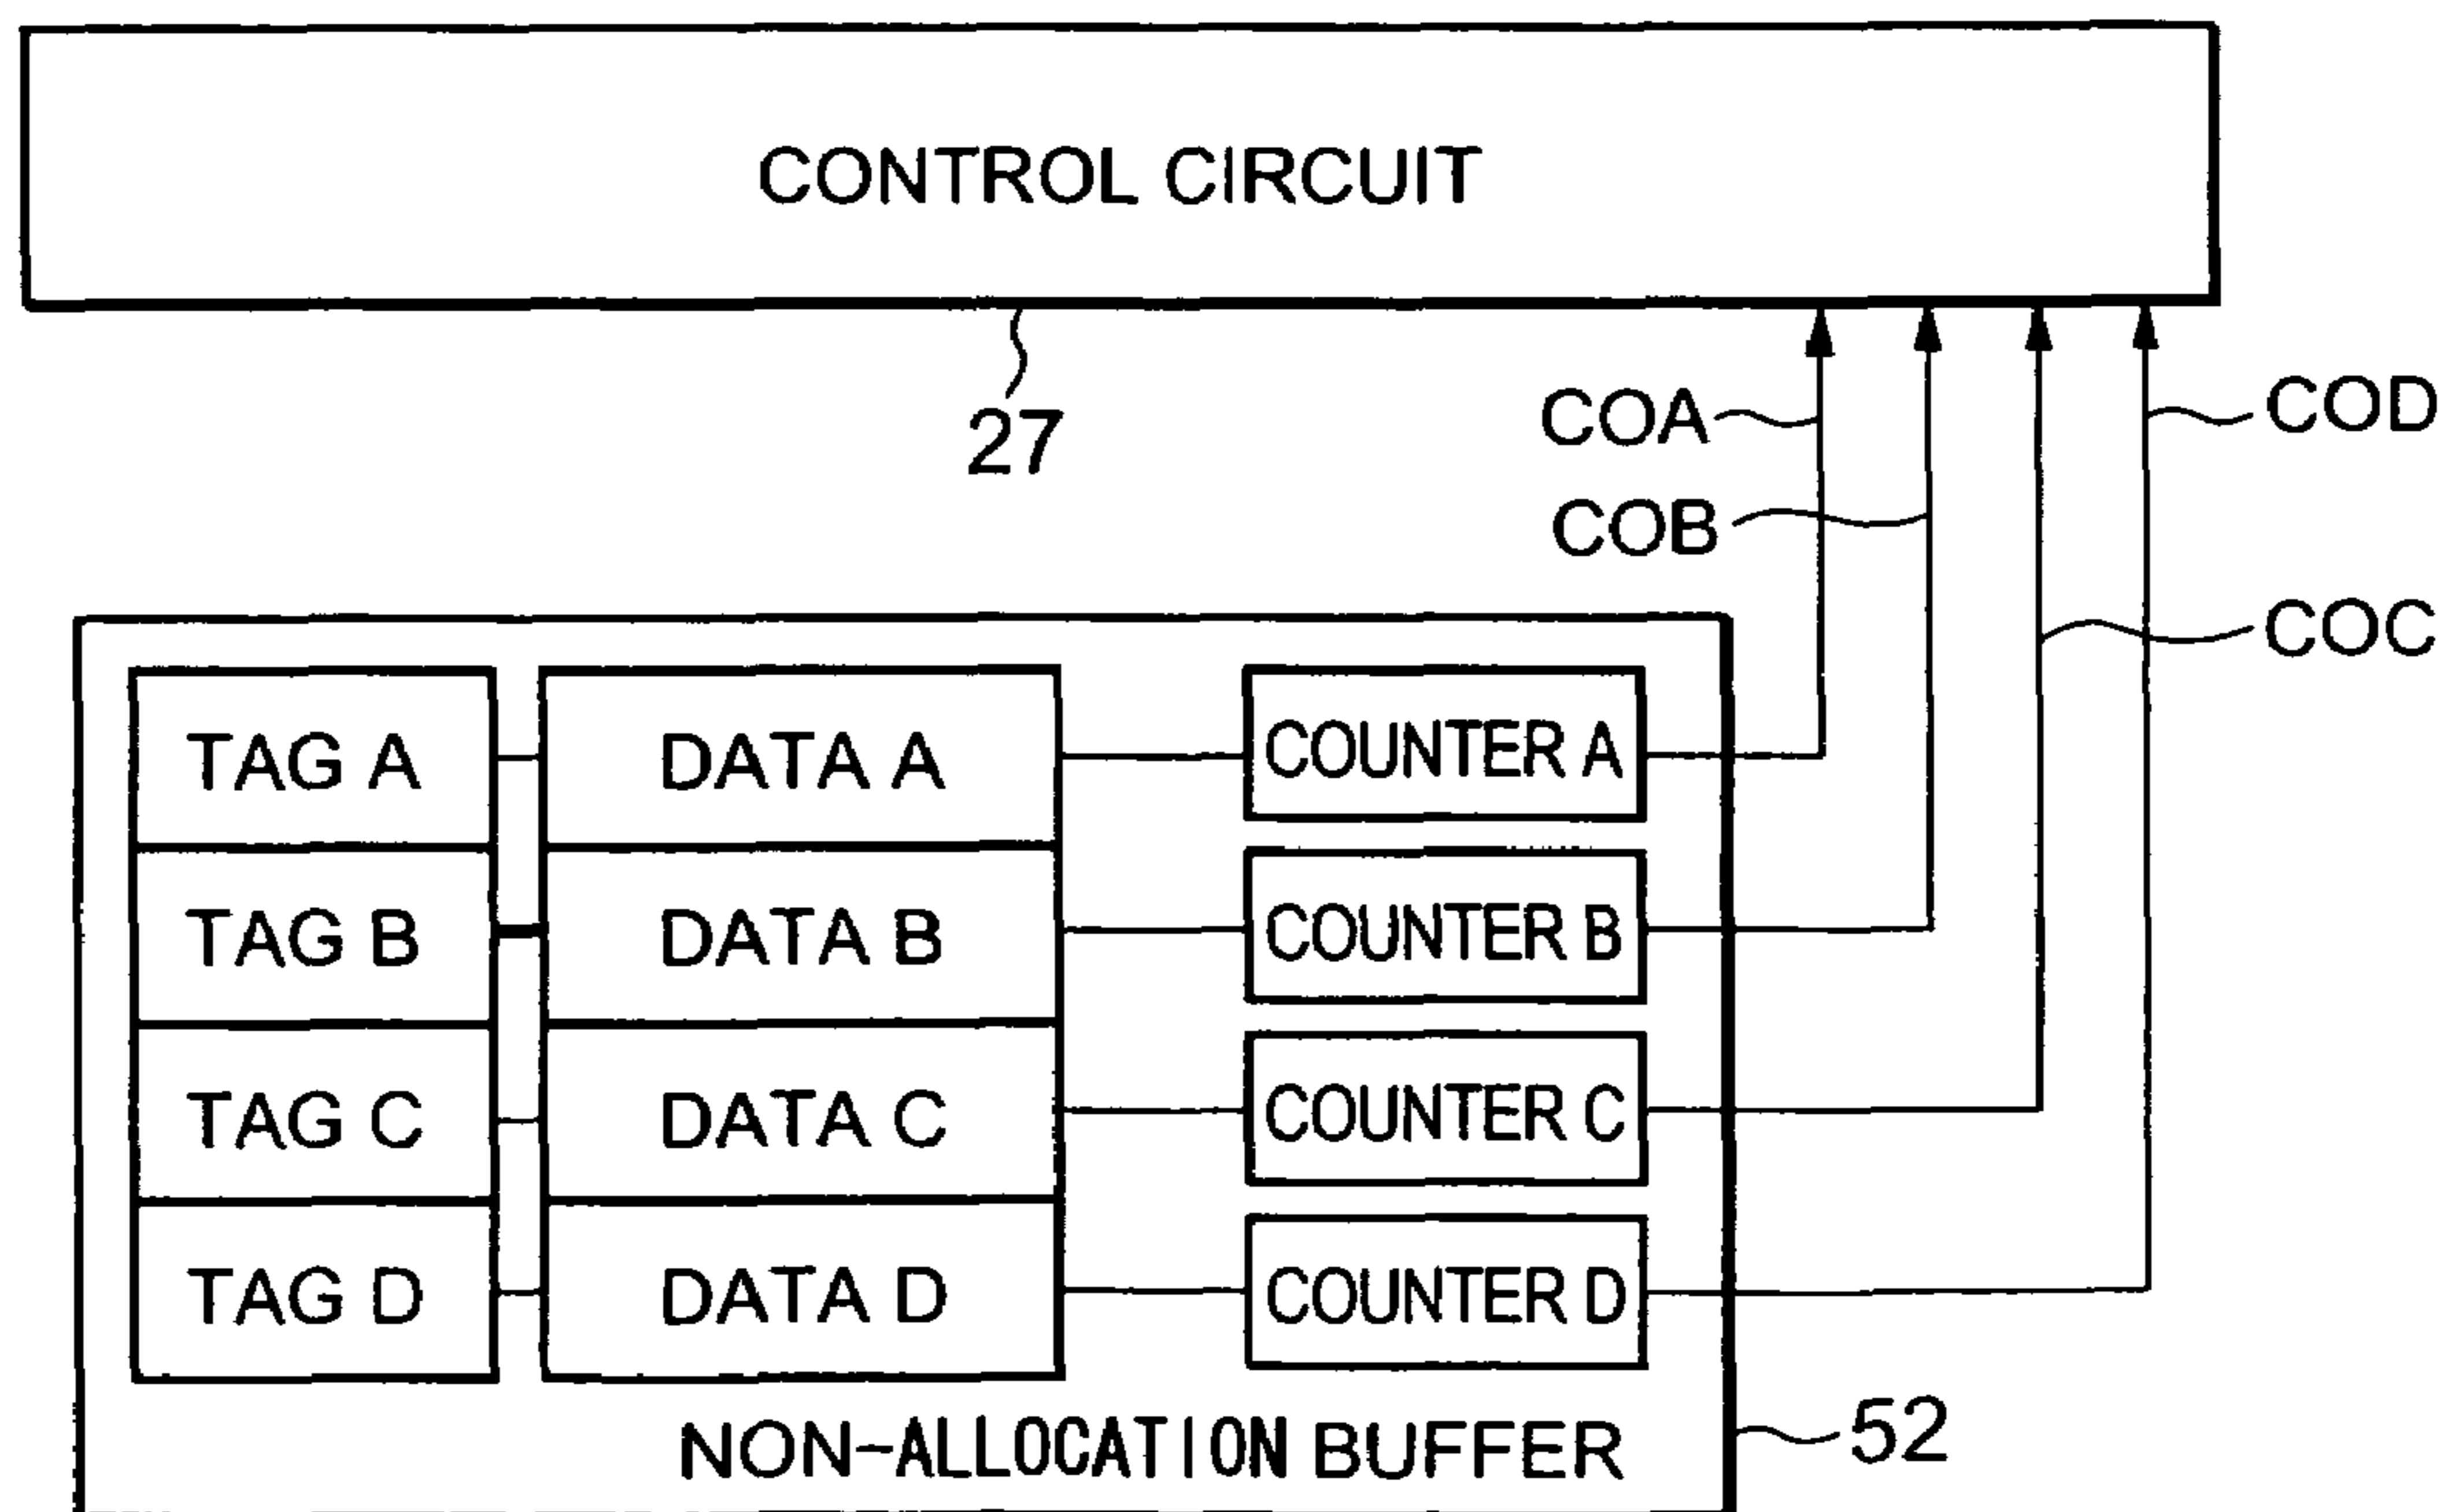 CONTROL CIRCUIT
27
COA
COD
COB
COC
TAG A
DATA A
COUNTER A
TAG B
DATA B
COUNTER B
TAG C
DATA C
COUNTER C
TAG D
DATA D
COUNTER D
NON-ALLOCATION BUFFER
52